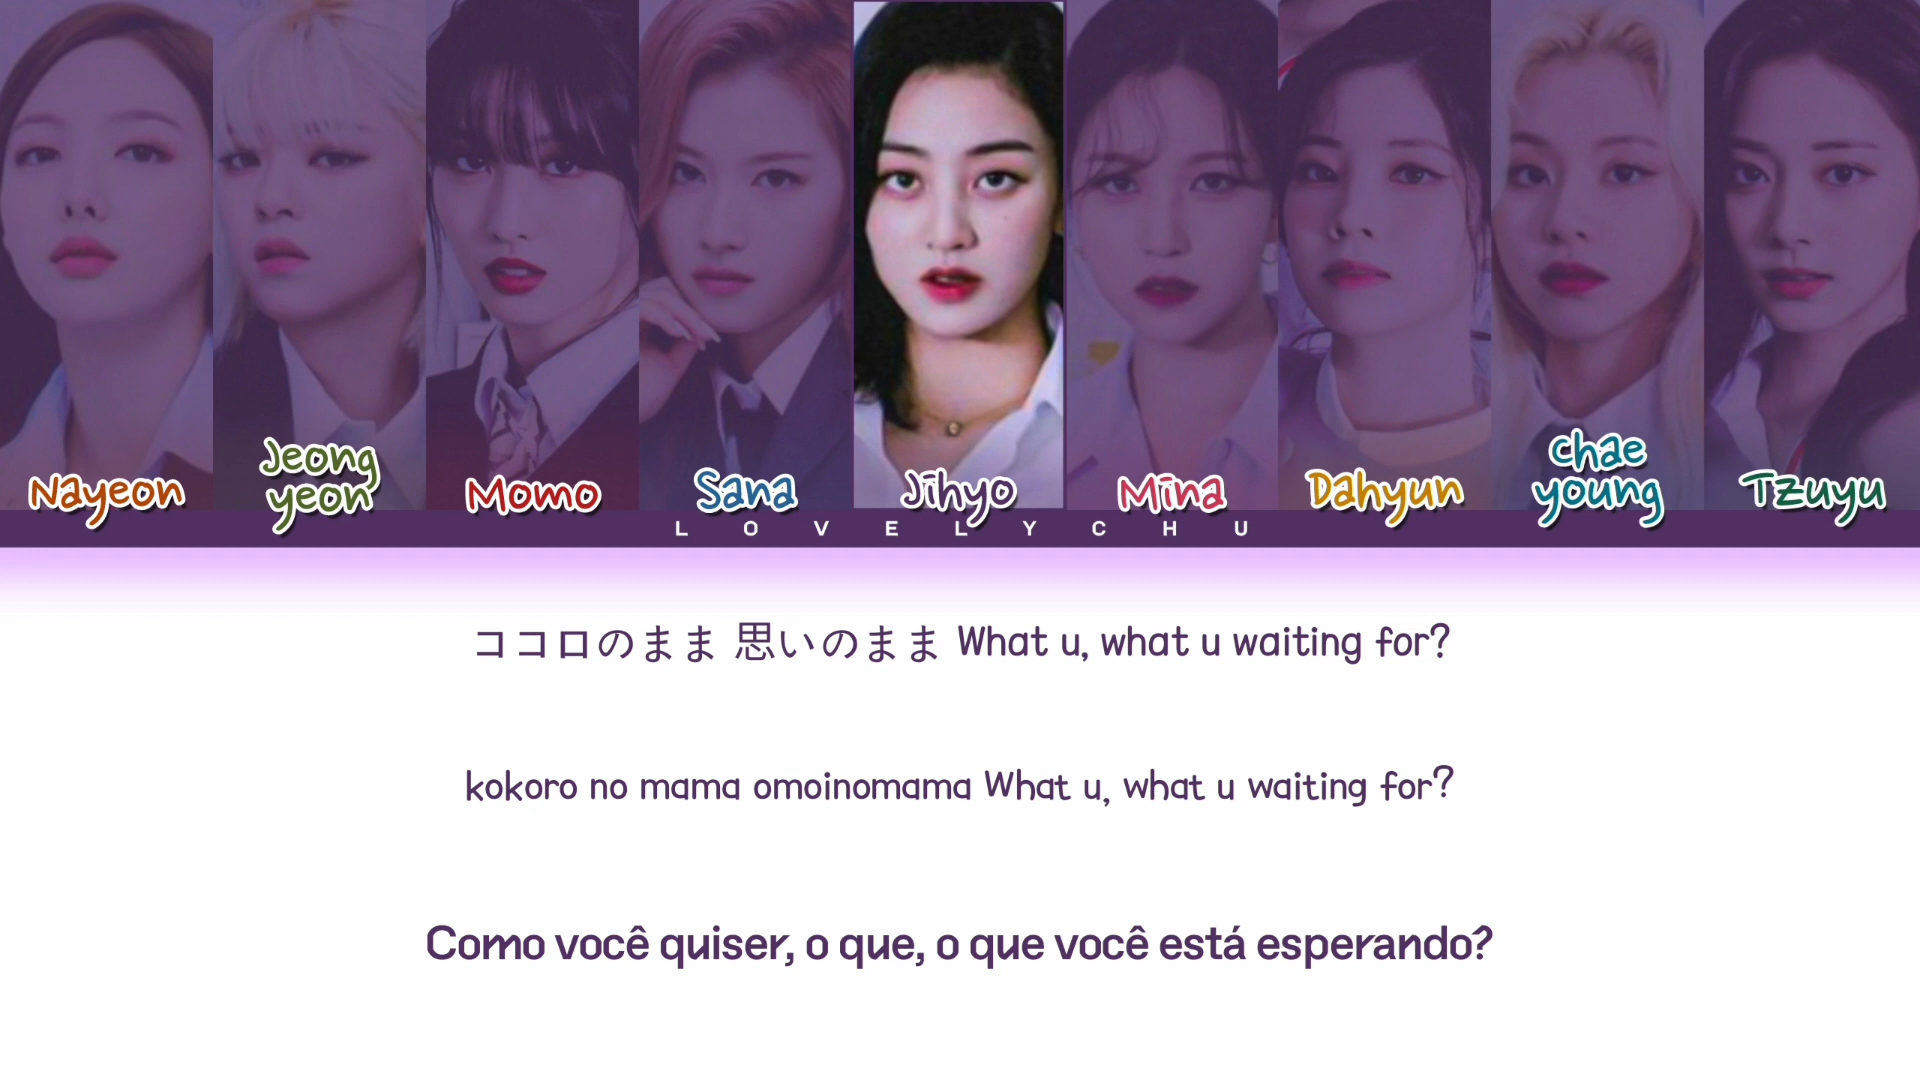 Nayeon
Jeong
yeon
Momo
Sana
Jihyo
Mina
Dahyun
chae
young
Tzuyu
LOVELYCHU
ココロのまま 思いのまま What u, what u waiting for?
kokoro no mama omoinomama What u, what u waiting for?
Como você quiser, o que, o que você está esperando?